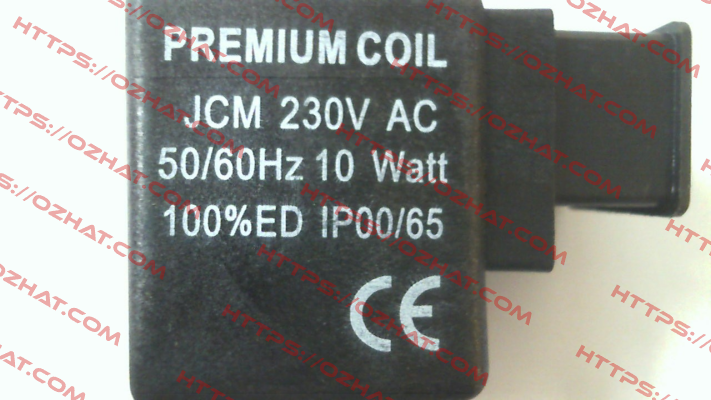 PREMIUM COIL
JCM 230V AC
50/60Hz 10 Watt
100%ED IP00/65
CE
HTTPS://OZHAT.COM